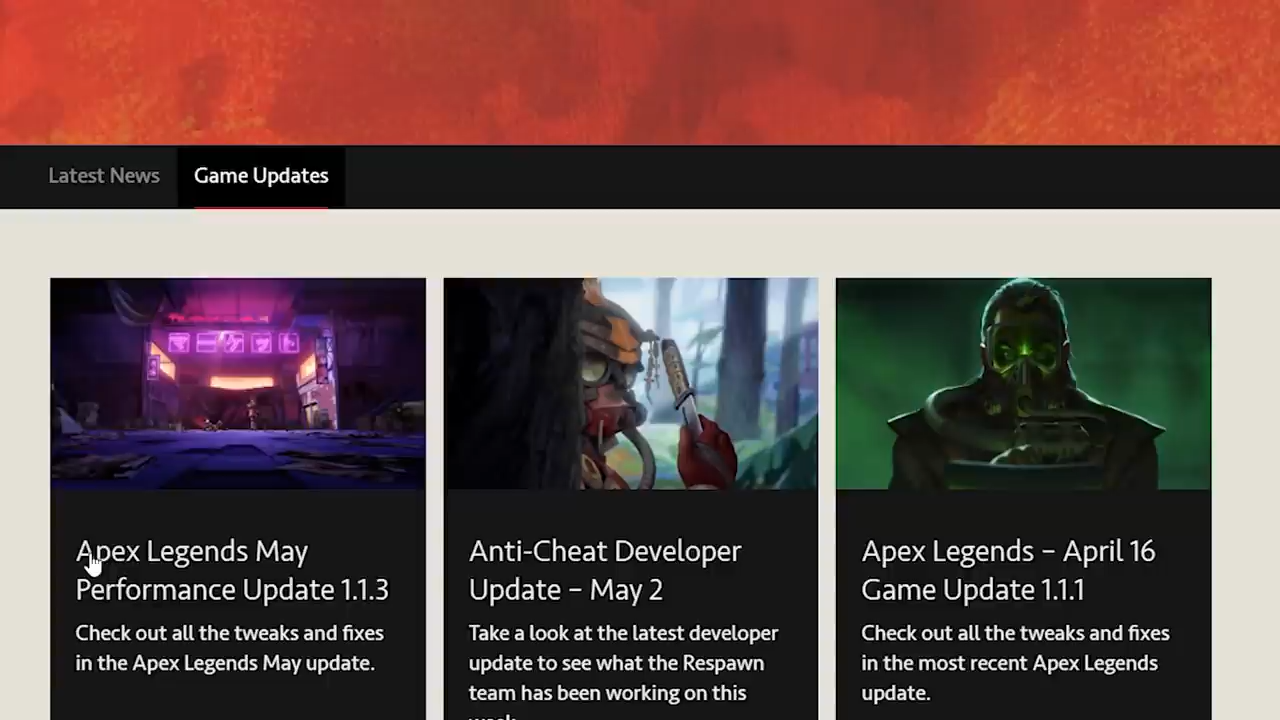 Latest News
Game Updates
Apex Legends May
Performance Update 1.1.3
Check out all the tweaks and fixes
in the Apex Legends May update.
Anti-Cheat Developer
Update – May 2
Take a look at the latest developer
update to see what the Respawn
team has been working on this
week.
Apex Legends – April 16
Game Update 1.1.1
Check out all the tweaks and fixes
in the most recent Apex Legends
update.